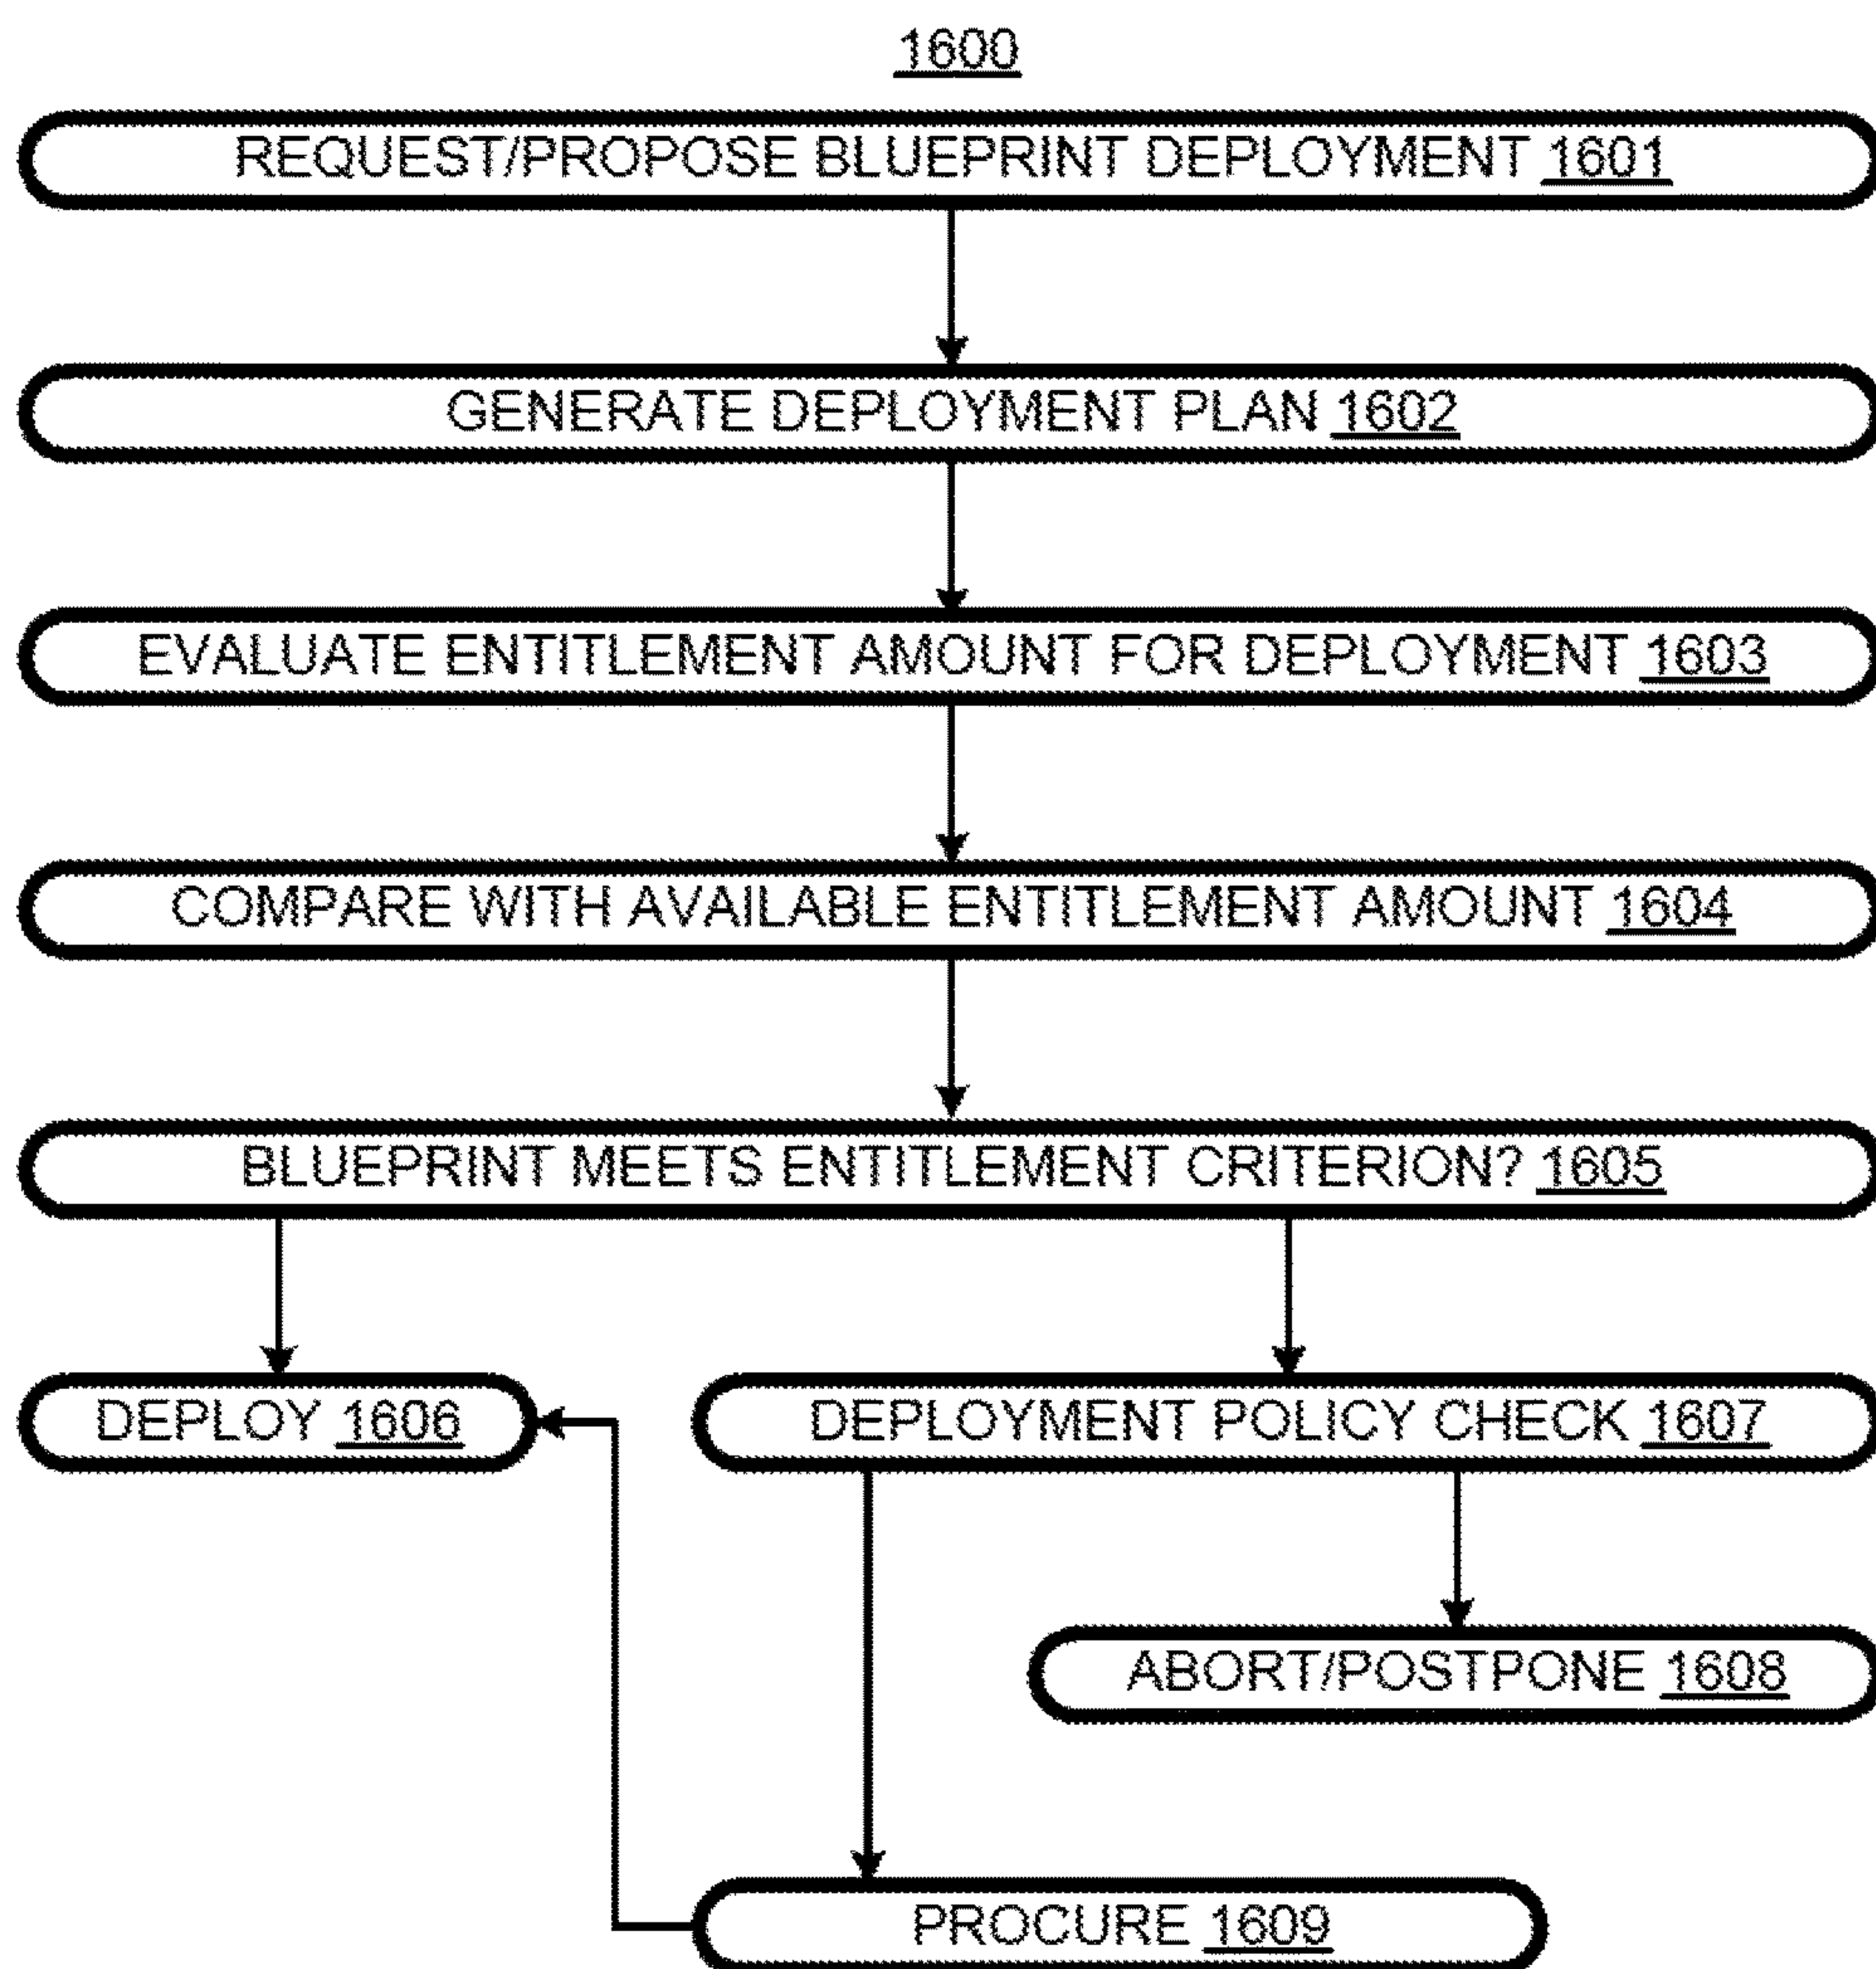 1600
REQUEST/PROPOSE BLUEPRINT DEPLOYMENT 1601
GENERATE DEPLOYMENT PLAN 1602
EVALUATE ENTITLEMENT AMOUNT FOR DEPLOYMENT 1603
COMPARE WITH AVAILABLE ENTITLEMENT AMOUNT 1604
BLUEPRINT MEETS ENTITLEMENT CRITERION? 1605
DEPLOY 1606
DEPLOYMENT POLICY CHECK 1607
ABORT/POSTPONE 1608
PROCURE 1609